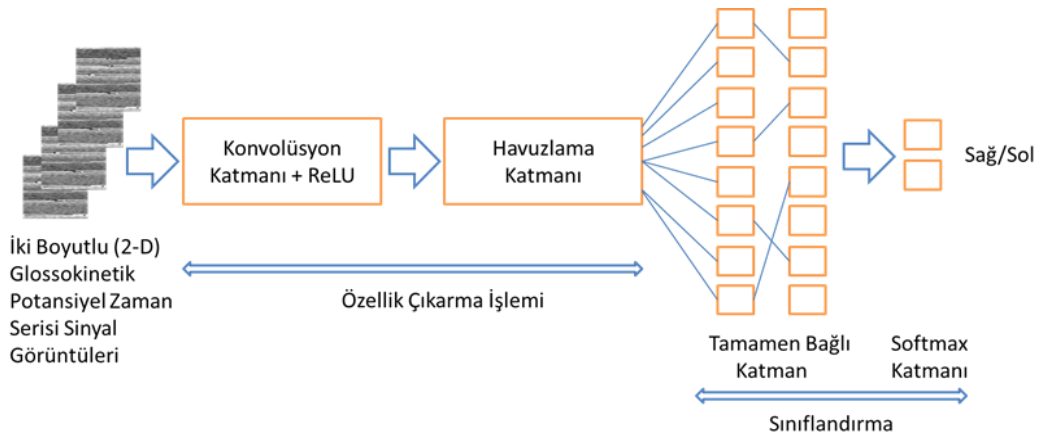 İki Boyutlu (2-D)
Glossokinetik
Potansiyel Zaman
Serisi Sinyal
Görüntüleri
Konvolüsyon
Katmanı + ReLU
Havuzlama
Katmanı
Özellik Çıkarma İşlemi
Tamamen Bağlı
Katman
Softmax
Katmanı
Sınıflandırma
Sağ/Sol